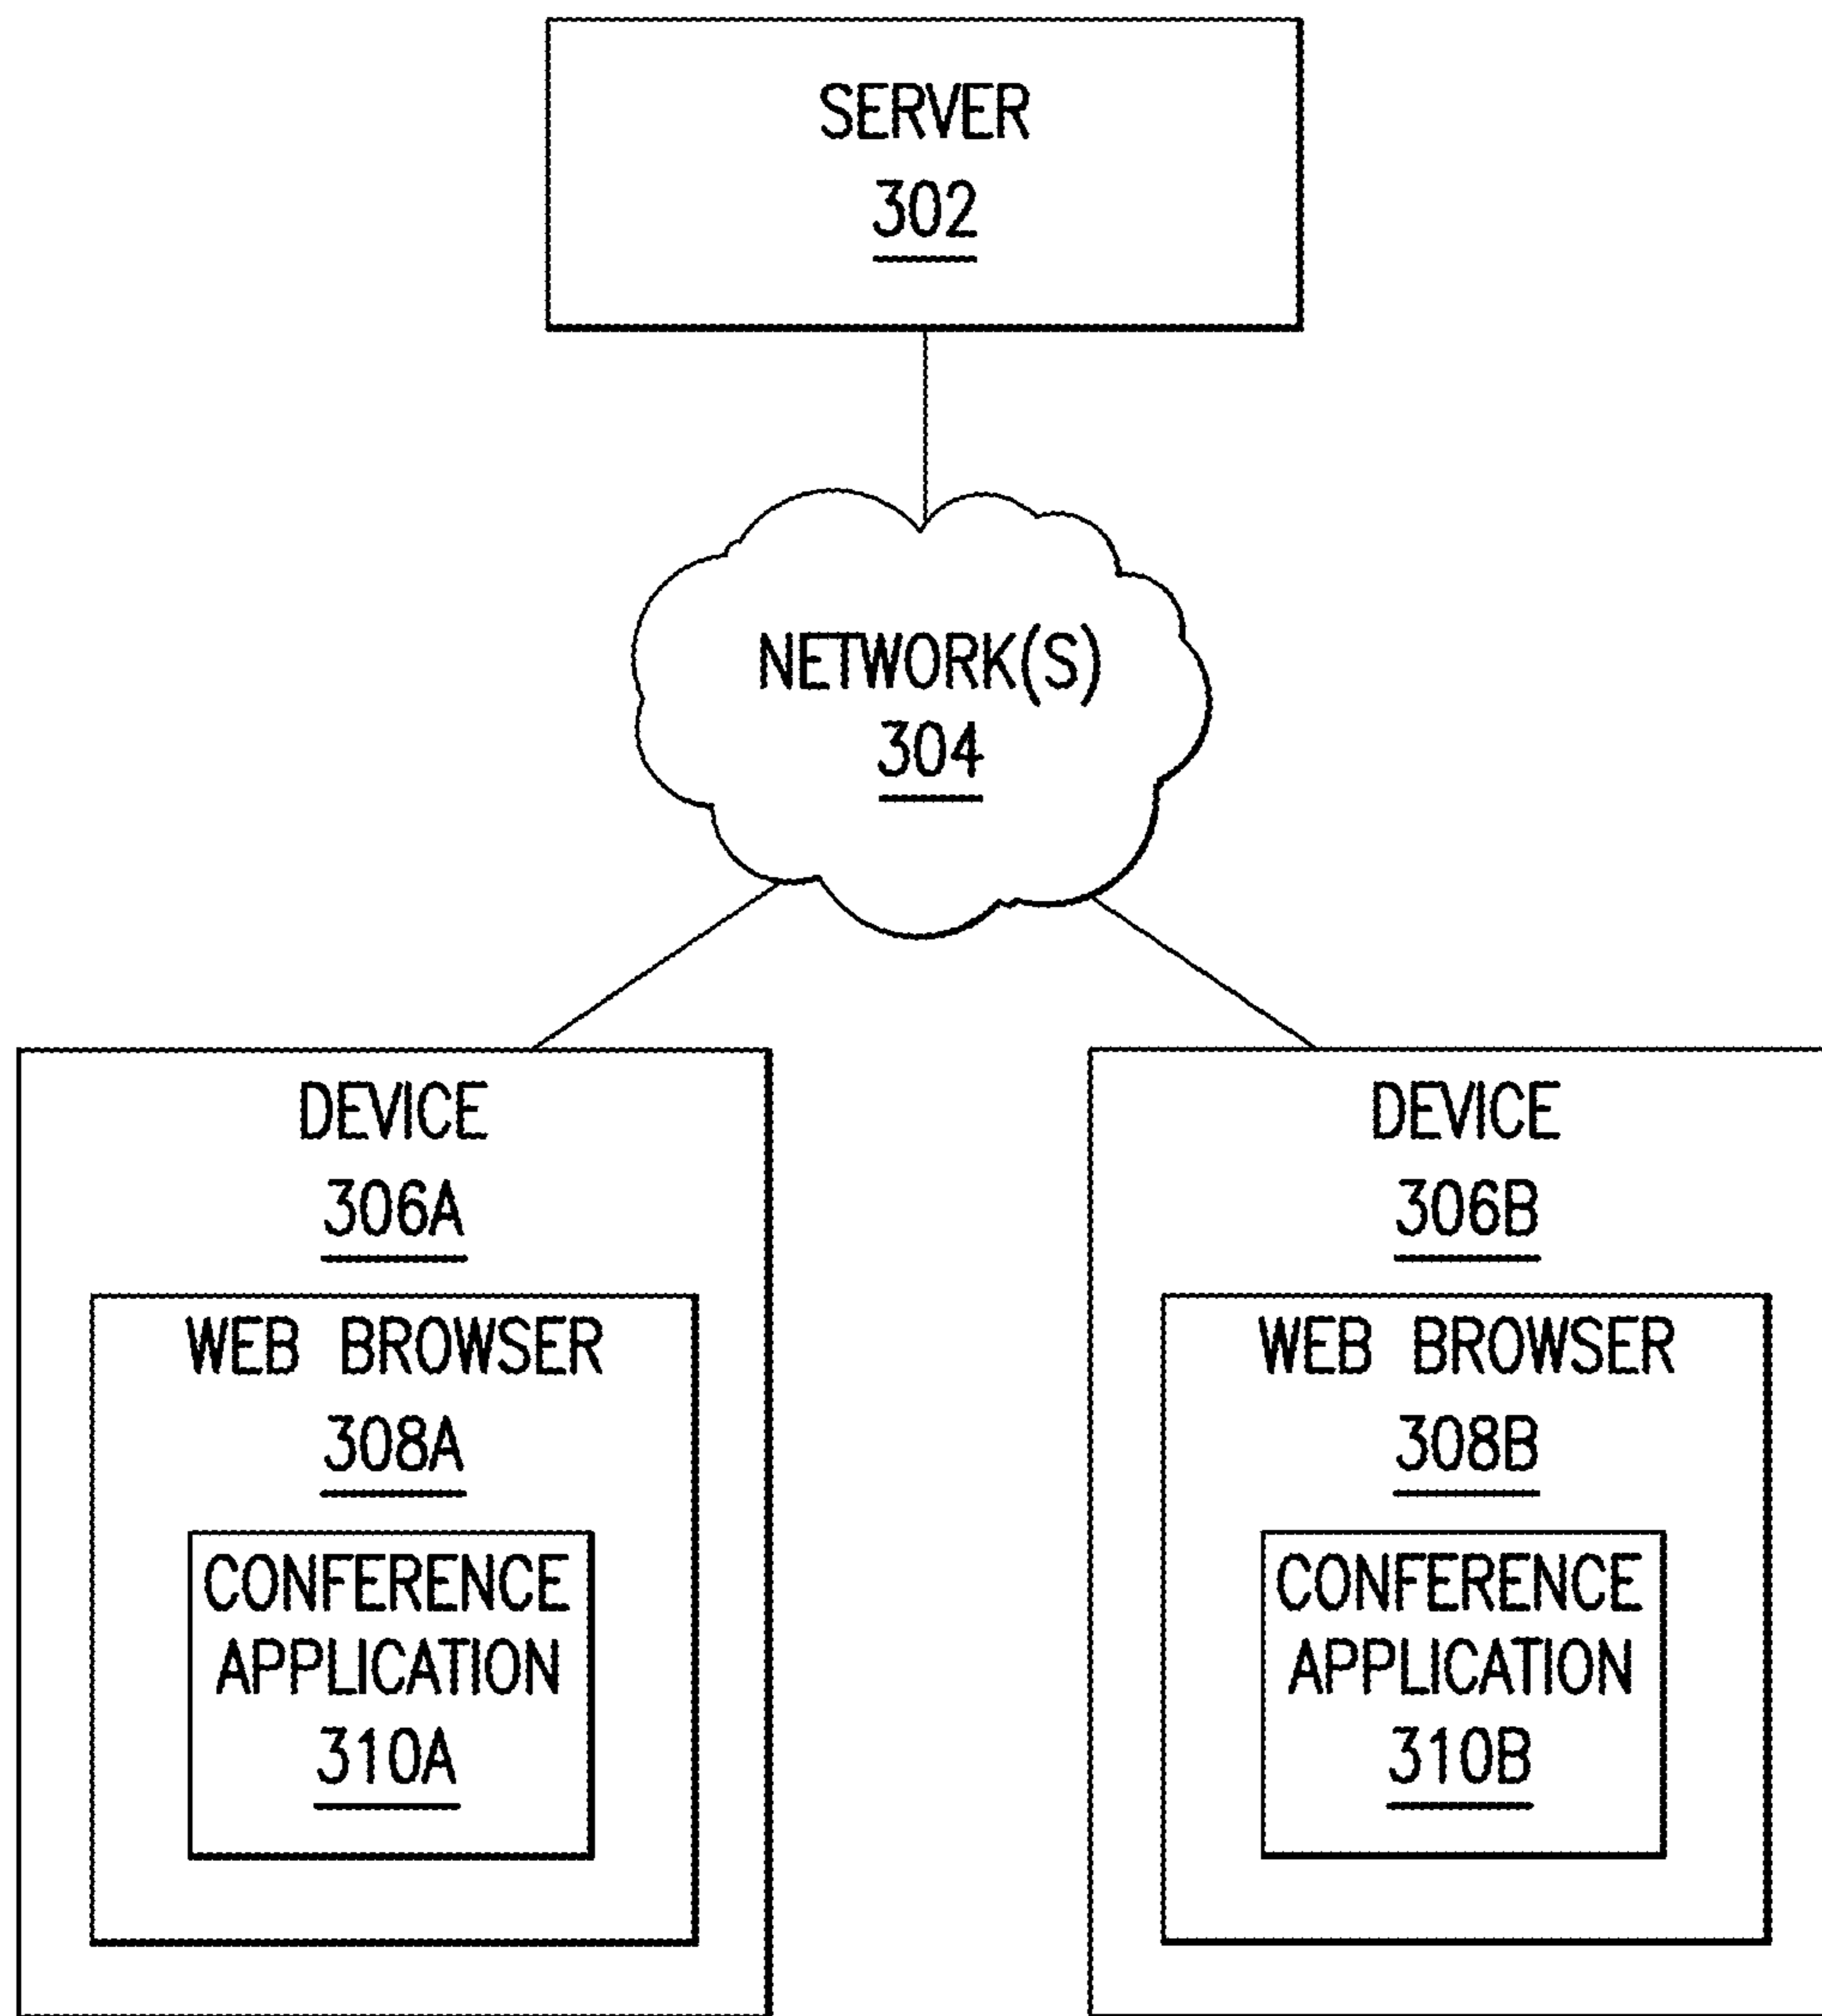 SERVER
302
NETWORK(S)
304
DEVICE
306A
WEB BROWSER
308A
CONFERENCE
APPLICATION
310A
DEVICE
306B
WEB BROWSER
308B
CONFERENCE
APPLICATION
310B